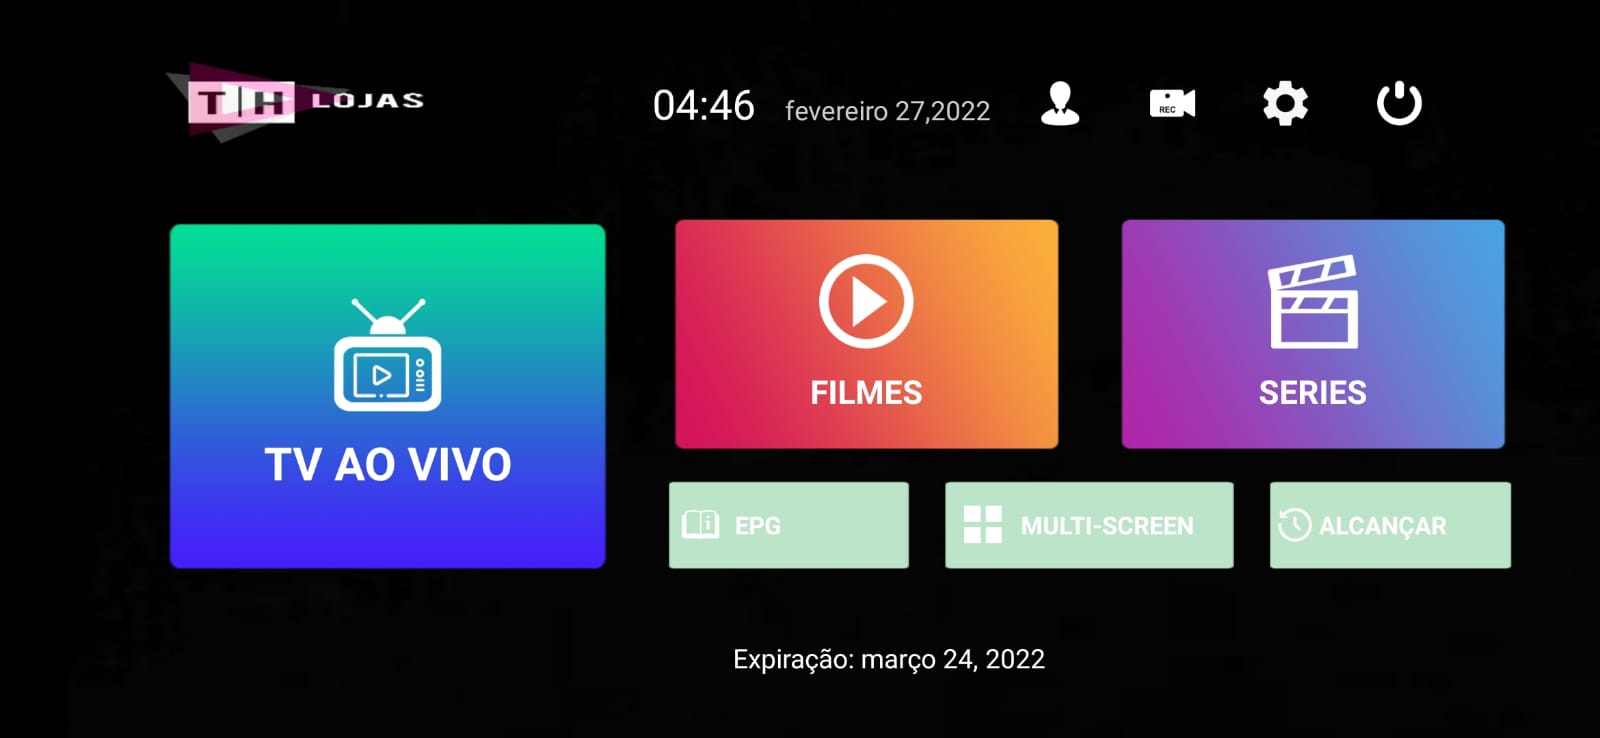 T|H LOJAS
04:46 fevereiro 27,2022
REC
TV AO VIVO
FILMES
SERIES
EPG
MULTI-SCREEN
ALCANÇAR
Expiração: março 24, 2022